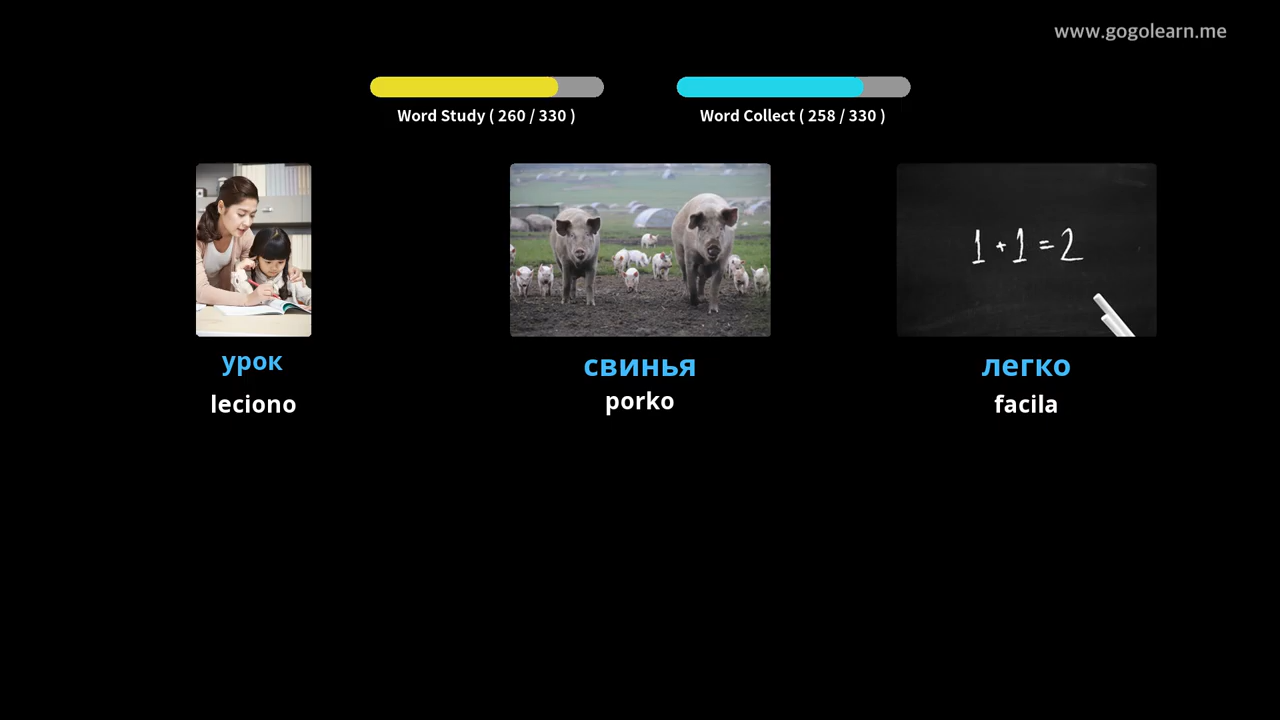 www.gogolearn.me
Word Study ( 260 / 330 )
Word Collect ( 258 / 330 )
1 + 1 = 2
урок
свинья
легко
leciono
porko
facila